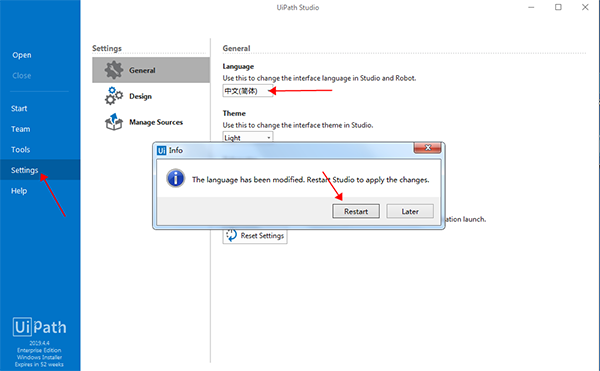 UiPath Studio
Open
Close
Start
Team
Tools
Settings
Help
Settings
General
Design
Manage Sources
General
Language
Use this to change the interface language in Studio and Robot.
中文(简体)
Theme
Use this to change the interface theme in Studio.
Light
Ui Info
The language has been modified. Restart Studio to apply the changes.
Restart
Later
ation launch.
Reset Settings
UiPath
2019.4.4
Enterprise Edition
Windows Installer
Expires in 52 weeks